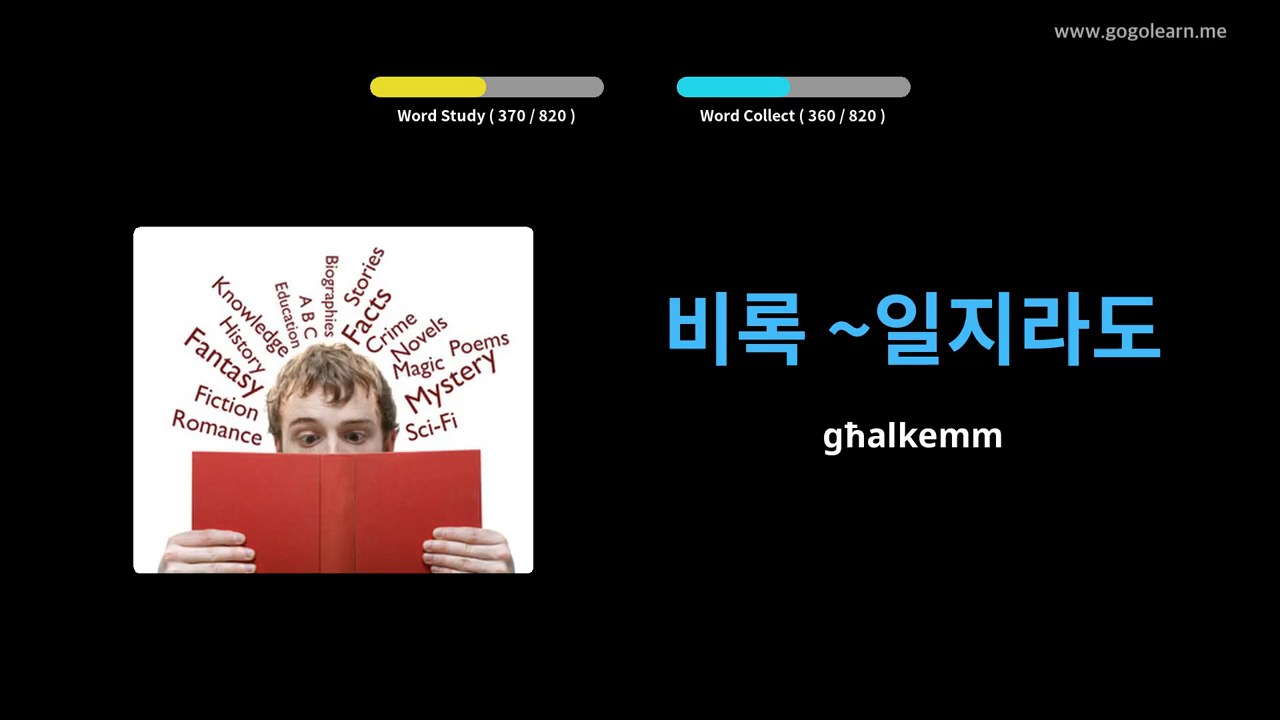 www.gogolearn.me
Word Study ( 370 / 820 )
Word Collect ( 360 / 820 )
비록 ~일지라도
għalkemm
Knowledge
History
Fantasy
Fiction
Romance
Education
A B C
Biographies
Stories
Facts
Crime
Novels
Magic
Poems
Mystery
Sci-Fi